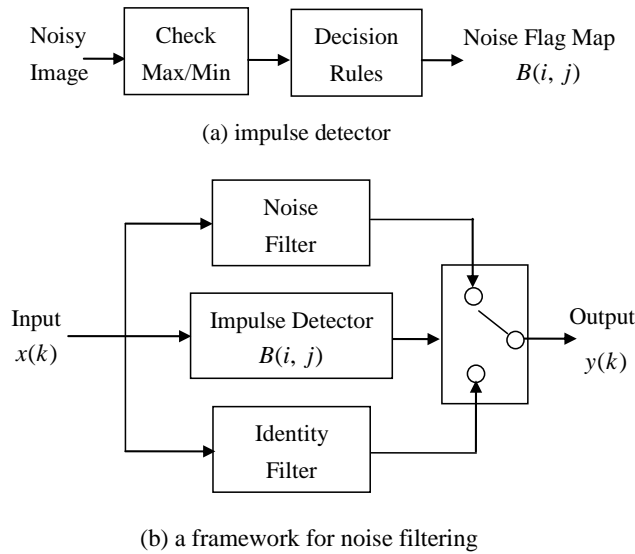 Noisy
Image
Check
Max/Min
Decision
Rules
Noise Flag Map
B(i, j)
(a) impulse detector
Noise
Filter
Input
x(k)
Impulse Detector
B(i, j)
Output
y(k)
Identity
Filter
(b) a framework for noise filtering